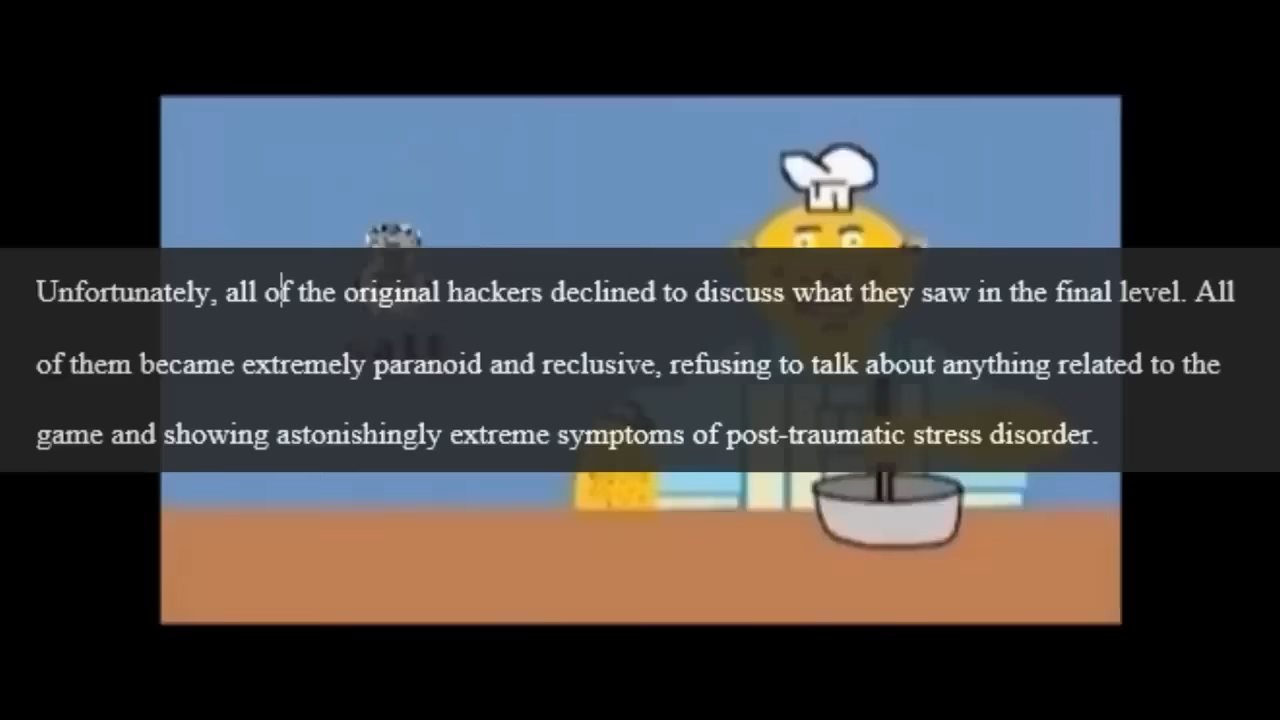 Unfortunately, all of the original hackers declined to discuss what they saw in the final level. All
of them became extremely paranoid and reclusive, refusing to talk about anything related to the
game and showing astonishingly extreme symptoms of post-traumatic stress disorder.